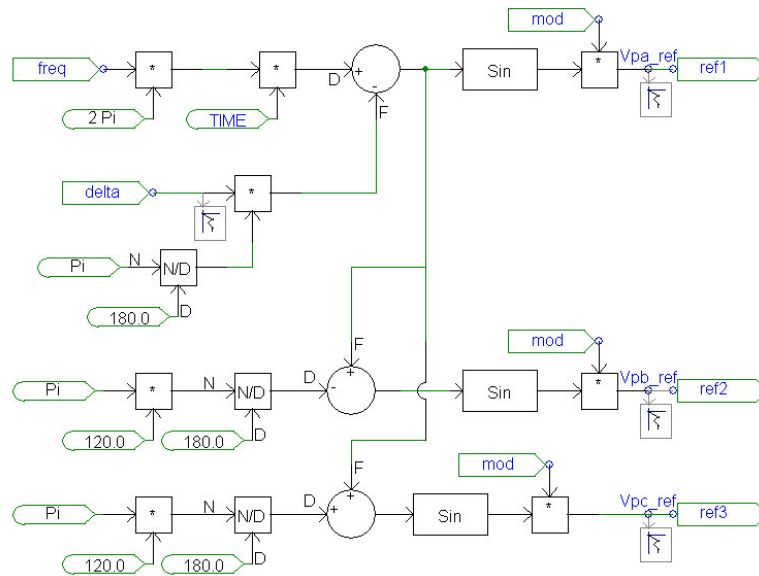 mod
Vpa_ref
freq * * D + - Sin * ref1
2 Pi TIME F
delta *
Pi N N/D
180.0 D
mod
F
Pi * N N/D D - + Sin * Vpb_ref ref2
120.0 180.0 D
F
mod
Pi * N N/D D + + Sin * Vpc_ref ref3
120.0 180.0 D